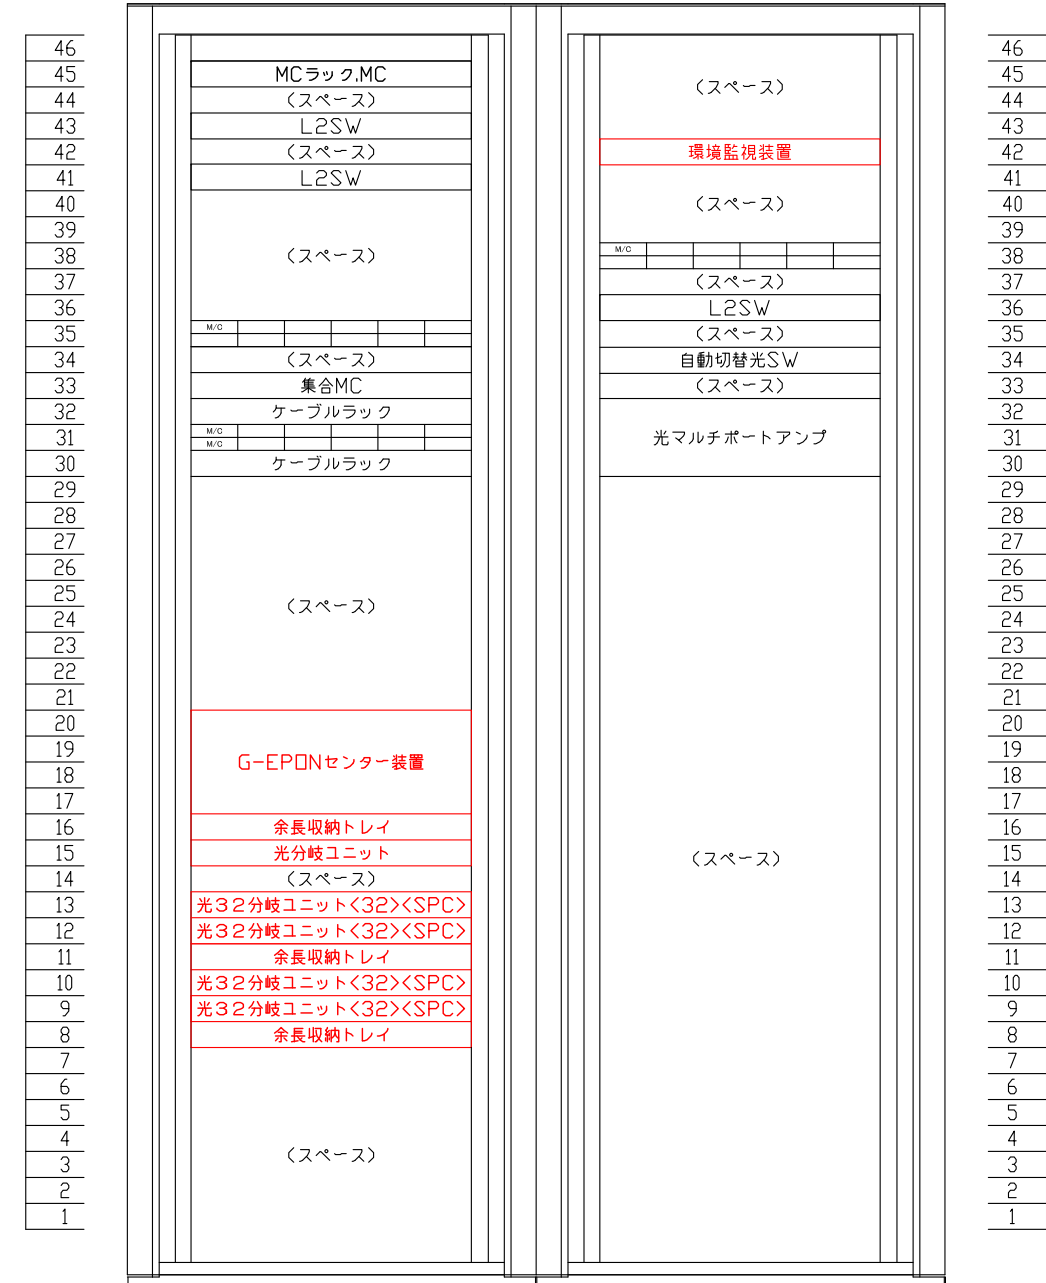 46
45
44
43
42
41
40
39
38
37
36
35
34
33
32
31
30
29
28
27
26
25
24
23
22
21
20
19
18
17
16
15
14
13
12
11
10
9
8
7
6
5
4
3
2
1
MCラック,MC
(スペース)
L2SW
(スペース)
L2SW
(スペース)
M/C
(スペース)
集合MC
ケーブルラック
M/C
M/C
ケーブルラック
(スペース)
G-EPONセンター装置
余長収納トレイ
光分岐ユニット
(スペース)
光32分岐ユニット<32><SPC>
光32分岐ユニット<32><SPC>
余長収納トレイ
光32分岐ユニット<32><SPC>
光32分岐ユニット<32><SPC>
余長収納トレイ
(スペース)
(スペース)
環境監視装置
(スペース)
M/C
(スペース)
L2SW
(スペース)
自動切替光SW
(スペース)
光マルチポートアンプ
(スペース)
46
45
44
43
42
41
40
39
38
37
36
35
34
33
32
31
30
29
28
27
26
25
24
23
22
21
20
19
18
17
16
15
14
13
12
11
10
9
8
7
6
5
4
3
2
1